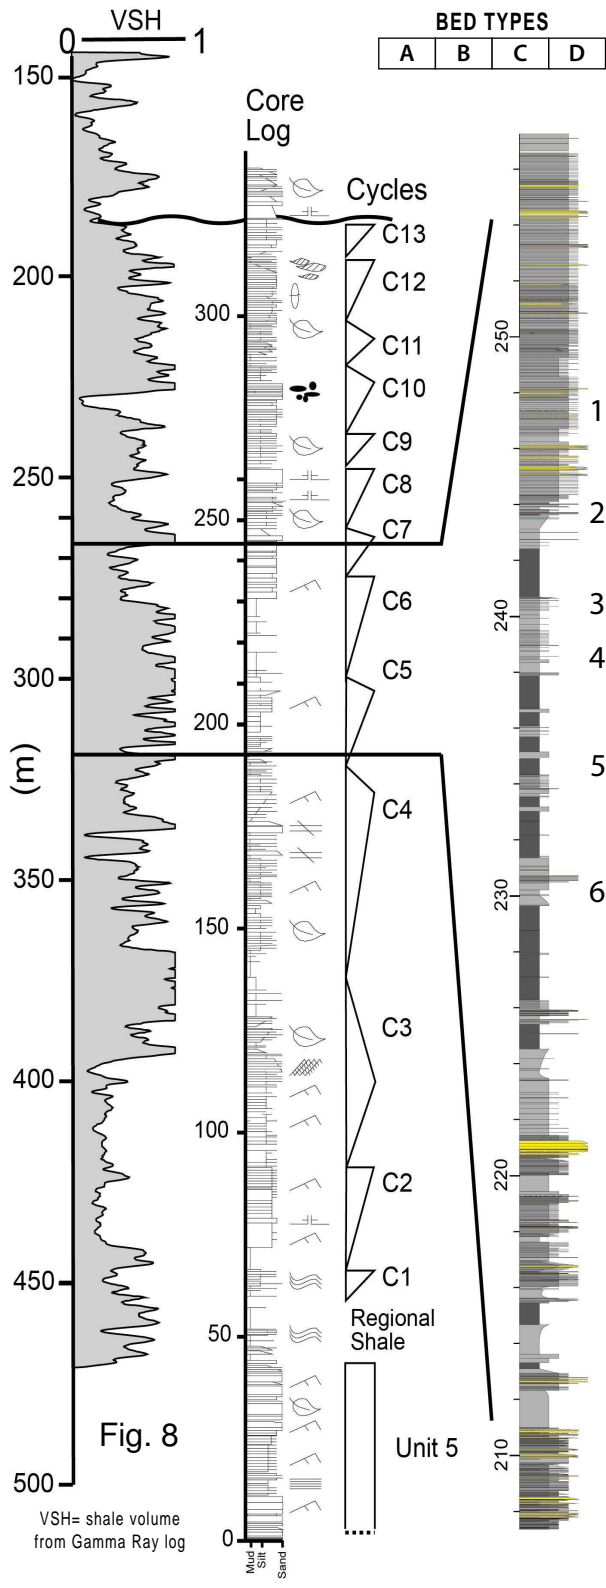 VSH
0 1
BED TYPES
A B C D
150
200
250
300
350
400
450
500
(m)
Core
Log
300
250
200
150
100
50
0
Mud
Silt
Sand
Cycles
C13
C12
C11
C10
C9
C8
C7
C6
C5
C4
C3
C2
C1
Regional
Shale
Unit 5
250
240
230
220
210
1
2
3
4
5
6
Fig. 8
VSH= shale volume
from Gamma Ray log